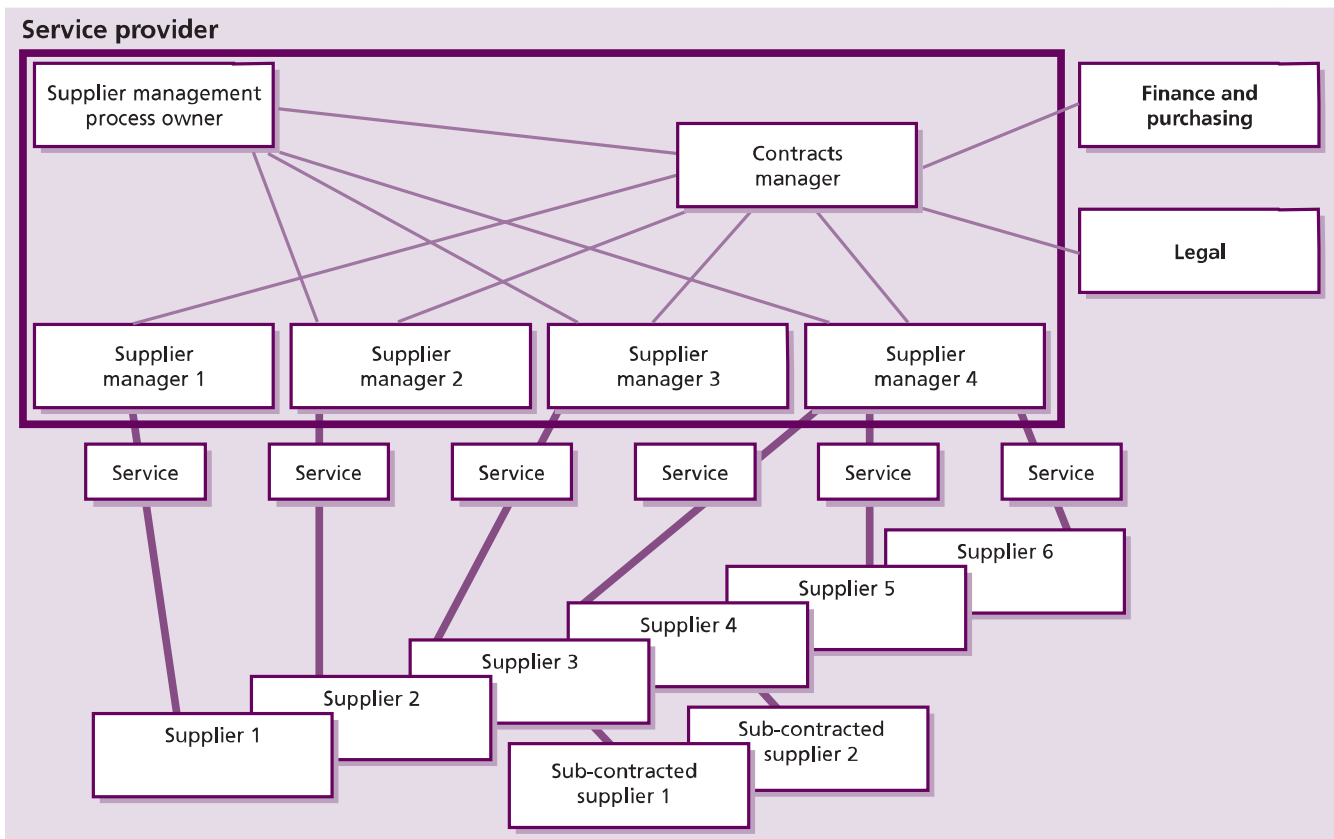 Service provider
Supplier management
process owner
Finance and
purchasing
Contracts
manager
Legal
Supplier
manager 1
Supplier
manager 2
Supplier
manager 3
Supplier
manager 4
Service
Service
Service
Service
Service
Service
Supplier 6
Supplier 5
Supplier 4
Supplier 3
Supplier 2
Supplier 1
Sub-contracted
supplier 2
Sub-contracted
supplier 1